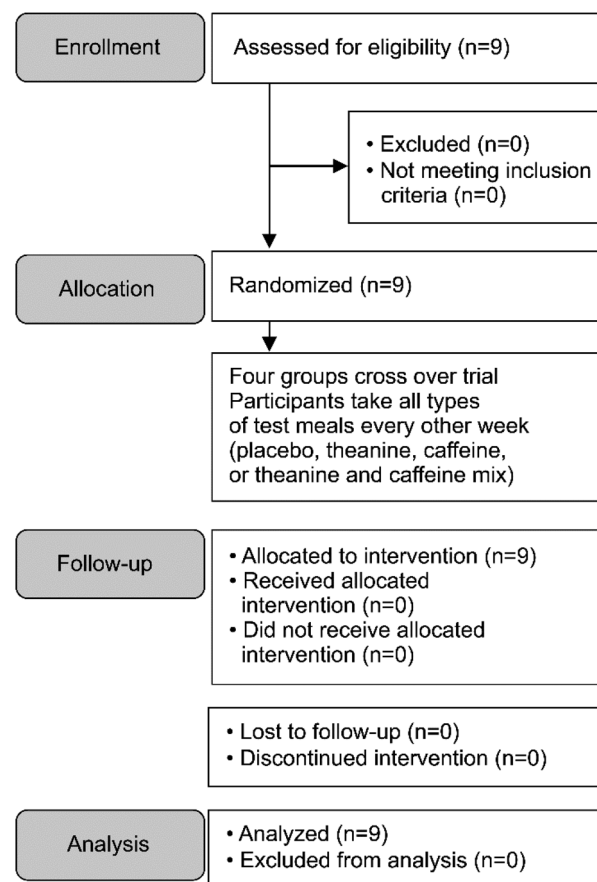 Enrollment
Assessed for eligibility (n=9)
• Excluded (n=0)
• Not meeting inclusion
criteria (n=0)
Allocation
Randomized (n=9)
Four groups cross over trial
Participants take all types
of test meals every other week
(placebo, theanine, caffeine,
or theanine and caffeine mix)
Follow-up
• Allocated to intervention (n=9)
• Received allocated
intervention (n=0)
• Did not receive allocated
intervention (n=0)
• Lost to follow-up (n=0)
• Discontinued intervention (n=0)
Analysis
• Analyzed (n=9)
• Excluded from analysis (n=0)